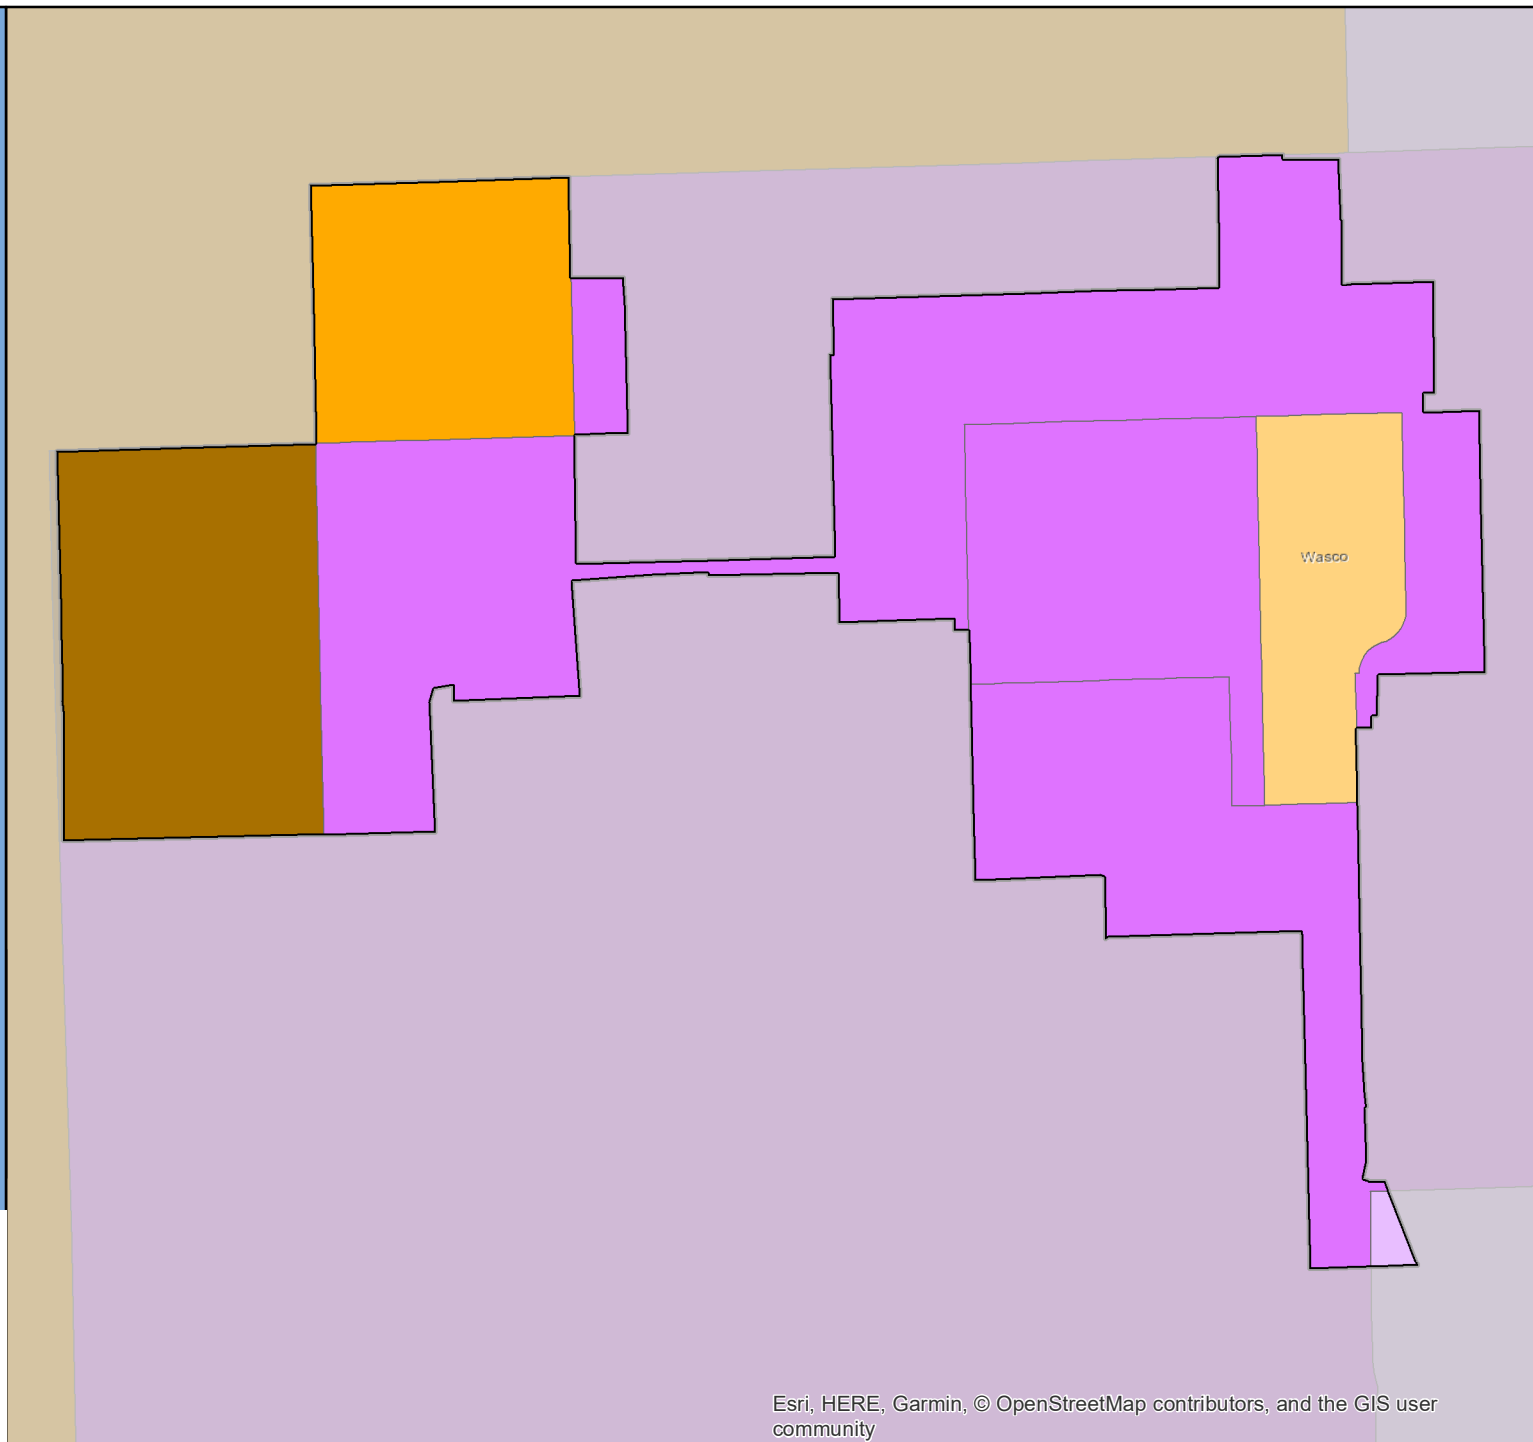 Wasco
Esri, HERE, Garmin, © OpenStreetMap contributors, and the GIS user
community